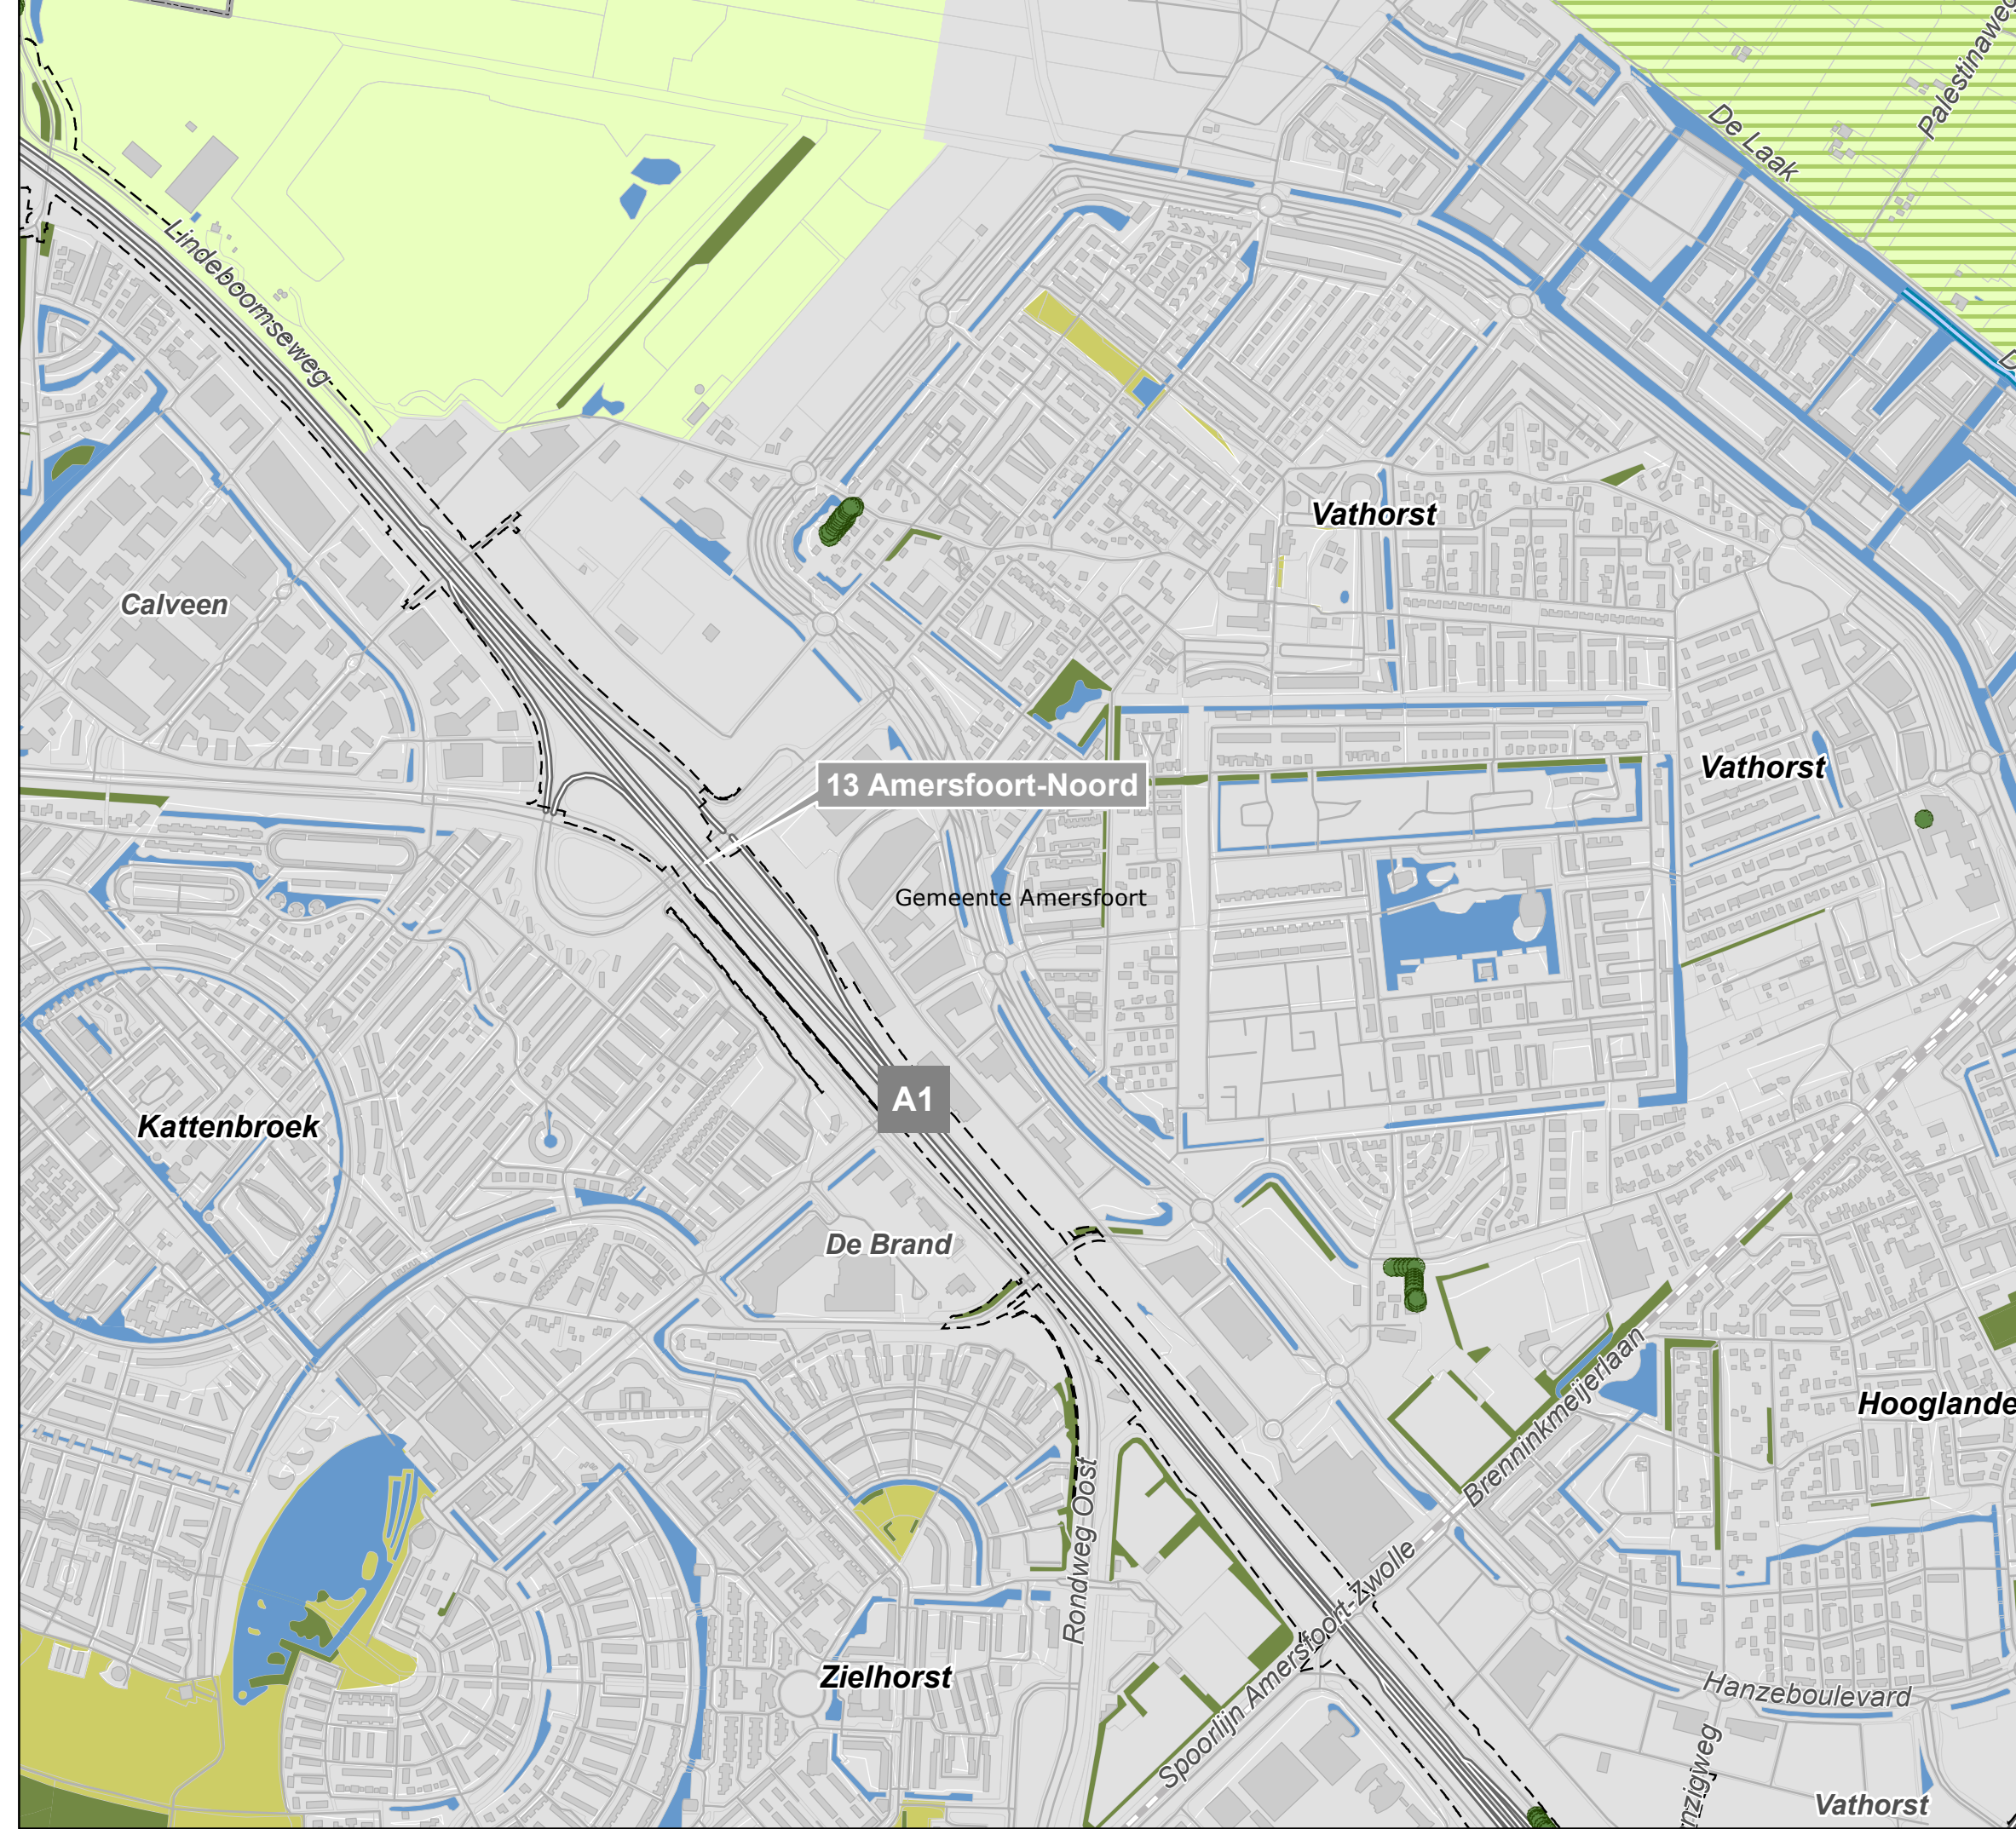 Palestinaweg
De Laak
Lindeboomseweg
Vathorst
Calveen
Vathorst
13 Amersfoort-Noord
Gemeente Amersfoort
A1
Kattenbroek
De Brand
Brenninkmeijerlaan
Hooglande
Rondweg Oost
Spoorlijn Amersfoort-Zwolle
Zielhorst
Hanzeboulevard
nzigweg
Vathorst